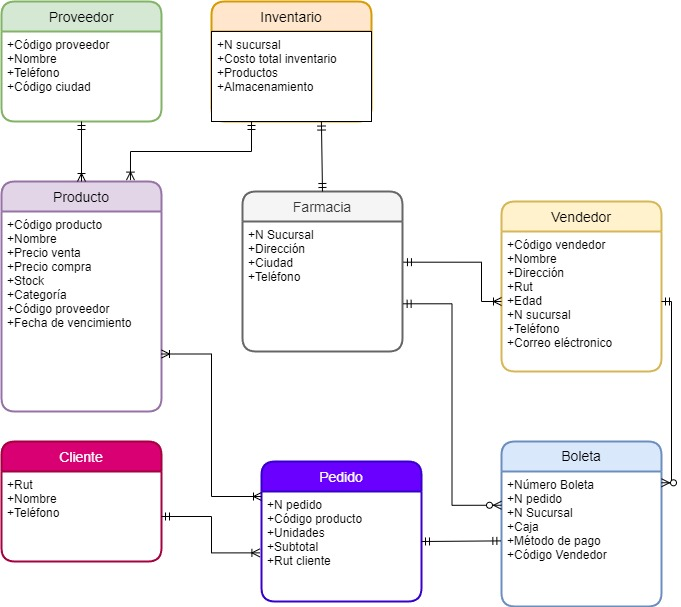 Proveedor
+Código proveedor
+Nombre
+Teléfono
+Código ciudad
Inventario
+N sucursal
+Costo total inventario
+Productos
+Almacenamiento
Producto
+Código producto
+Nombre
+Precio venta
+Precio compra
+Stock
+Categoría
+Código proveedor
+Fecha de vencimiento
Farmacia
+N Sucursal
+Dirección
+Ciudad
+Teléfono
Vendedor
+Código vendedor
+Nombre
+Dirección
+Rut
+Edad
+N sucursal
+Teléfono
+Correo eléctronico
Cliente
+Rut
+Nombre
+Teléfono
Pedido
+N pedido
+Código producto
+Unidades
+Subtotal
+Rut cliente
Boleta
+Número Boleta
+N pedido
+N Sucursal
+Caja
+Método de pago
+Código Vendedor